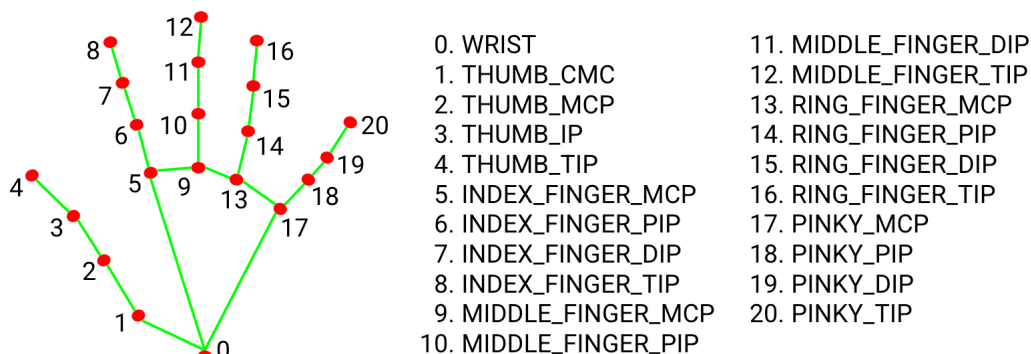 12
8
16
11
7
15
10
6
14
20
19
4
5
9
13
18
3
17
2
1
0
0. WRIST
1. THUMB_CMC
2. THUMB_MCP
3. THUMB_IP
4. THUMB_TIP
5. INDEX_FINGER_MCP
6. INDEX_FINGER_PIP
7. INDEX_FINGER_DIP
8. INDEX_FINGER_TIP
9. MIDDLE_FINGER_MCP
10. MIDDLE_FINGER_PIP
11. MIDDLE_FINGER_DIP
12. MIDDLE_FINGER_TIP
13. RING_FINGER_MCP
14. RING_FINGER_PIP
15. RING_FINGER_DIP
16. RING_FINGER_TIP
17. PINKY_MCP
18. PINKY_PIP
19. PINKY_DIP
20. PINKY_TIP